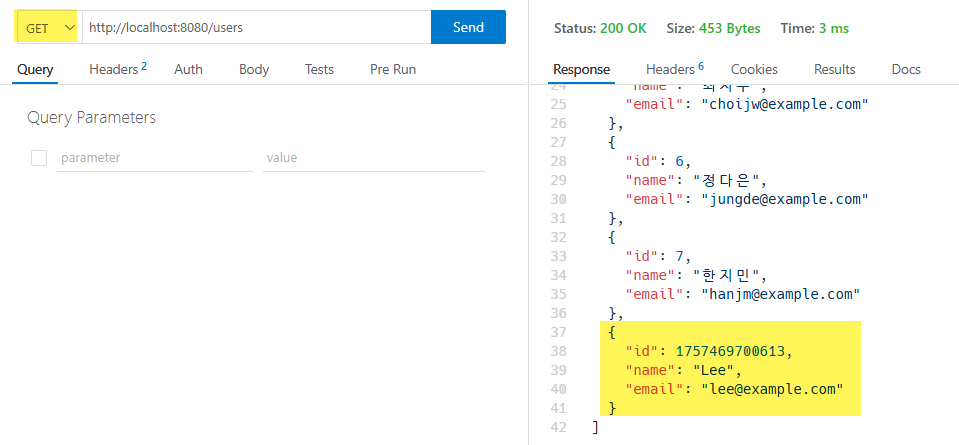 GET
http://localhost:8080/users
Send
Query
Headers 2
Auth
Body
Tests
Pre Run
Query Parameters
parameter
value
Status: 200 OK Size: 453 Bytes Time: 3 ms
Response
Headers 6
Cookies
Results
Docs
24 "name":
25 "email": "choijw@example.com"
26 },
27 {
28 "id": 6,
29 "name": "정다은",
30 "email": "jungde@example.com"
31 },
32 {
33 "id": 7,
34 "name": "한지민",
35 "email": "hanjm@example.com"
36 },
37 {
38 "id": 1757469700613,
39 "name": "Lee",
40 "email": "lee@example.com"
41 }
42 ]